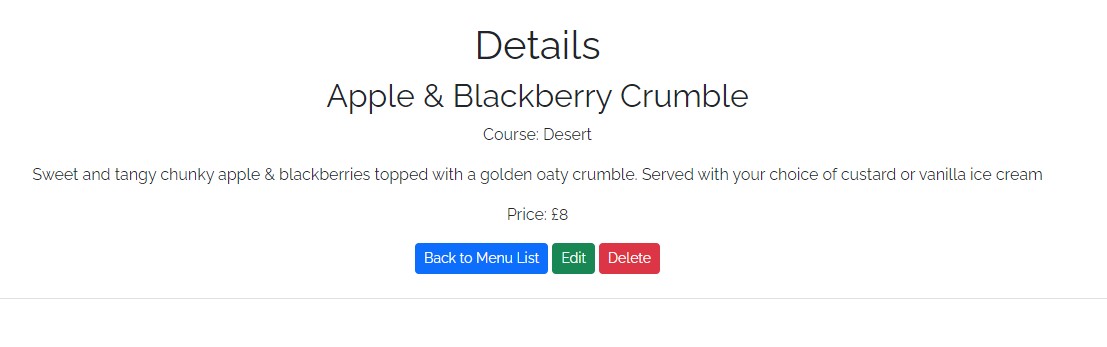 Details
Apple & Blackberry Crumble
Course: Desert
Sweet and tangy chunky apple & blackberries topped with a golden oaty crumble. Served with your choice of custard or vanilla ice cream
Price: £8
Back to Menu List Edit Delete